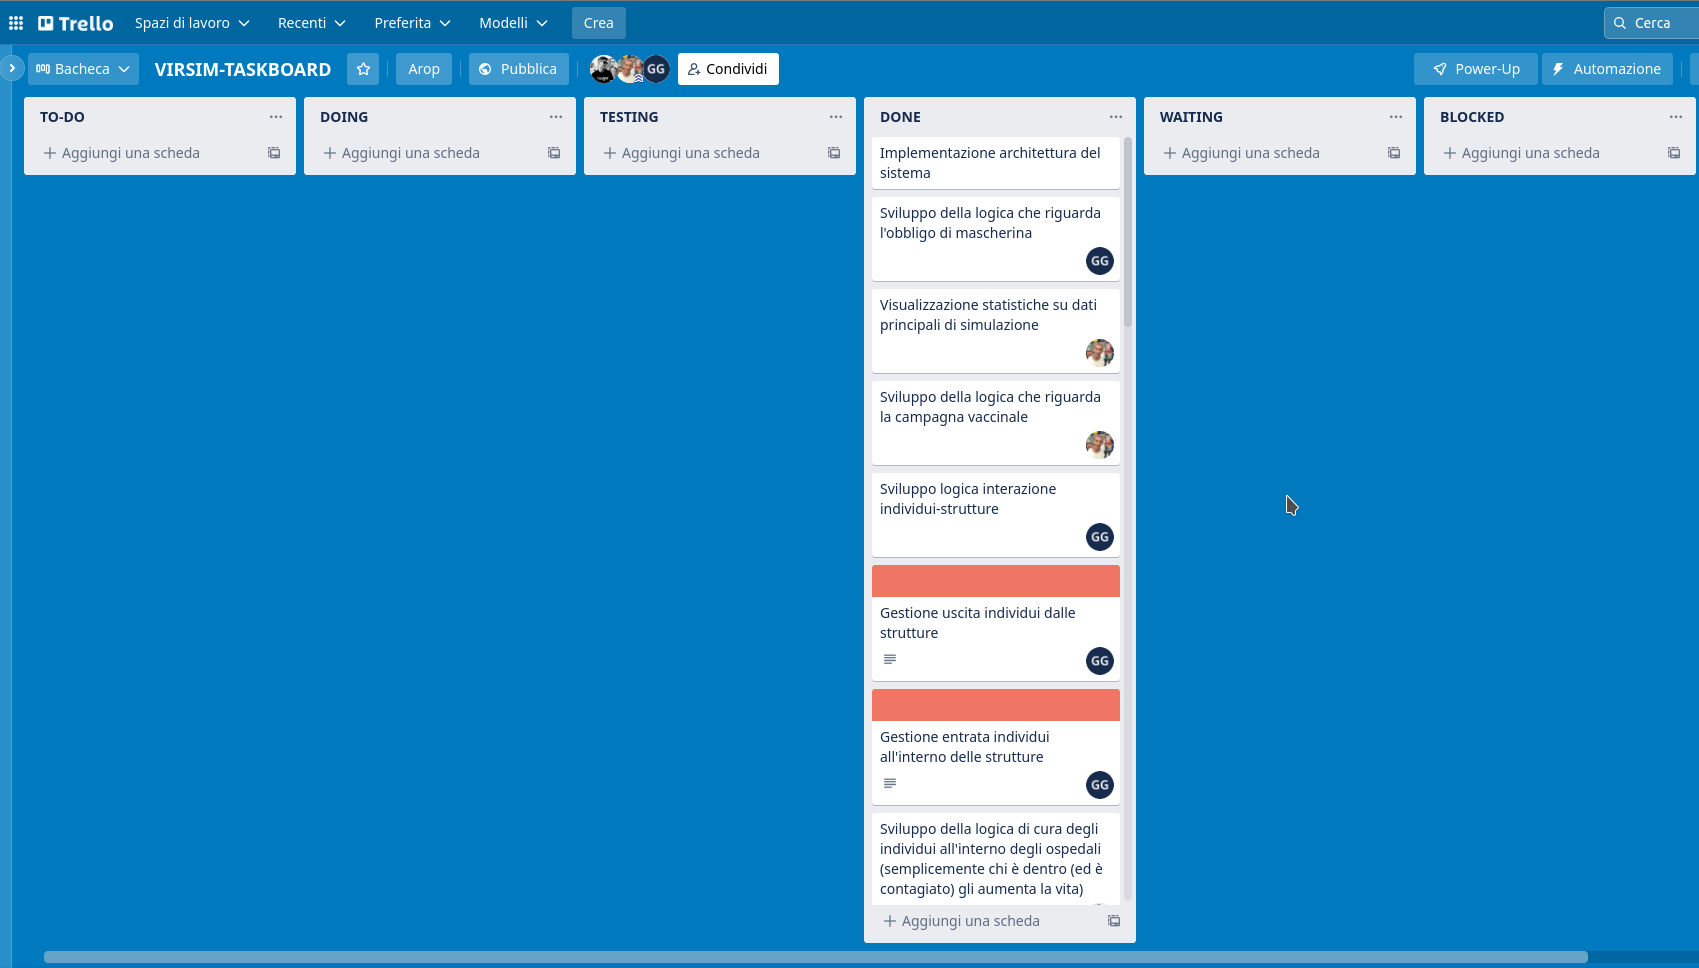 Trello Spazi di lavoro Recenti Preferita Modelli Crea Cerca
Bacheca VIRSIM-TASKBOARD Arop Pubblica GG Condividi Power-Up Automazione
TO-DO
Aggiungi una scheda
DOING
Aggiungi una scheda
TESTING
Aggiungi una scheda
DONE
Implementazione architettura del
sistema
Sviluppo della logica che riguarda
l'obbligo di mascherina
GG
Visualizzazione statistiche su dati
principali di simulazione
Sviluppo della logica che riguarda
la campagna vaccinale
Sviluppo logica interazione
individui-strutture
GG
Gestione uscita individui dalle
strutture
GG
Gestione entrata individui
all'interno delle strutture
GG
Sviluppo della logica di cura degli
individui all'interno degli ospedali
(semplicemente chi è dentro (ed è
contagiato) gli aumenta la vita)
Aggiungi una scheda
WAITING
Aggiungi una scheda
BLOCKED
Aggiungi una scheda